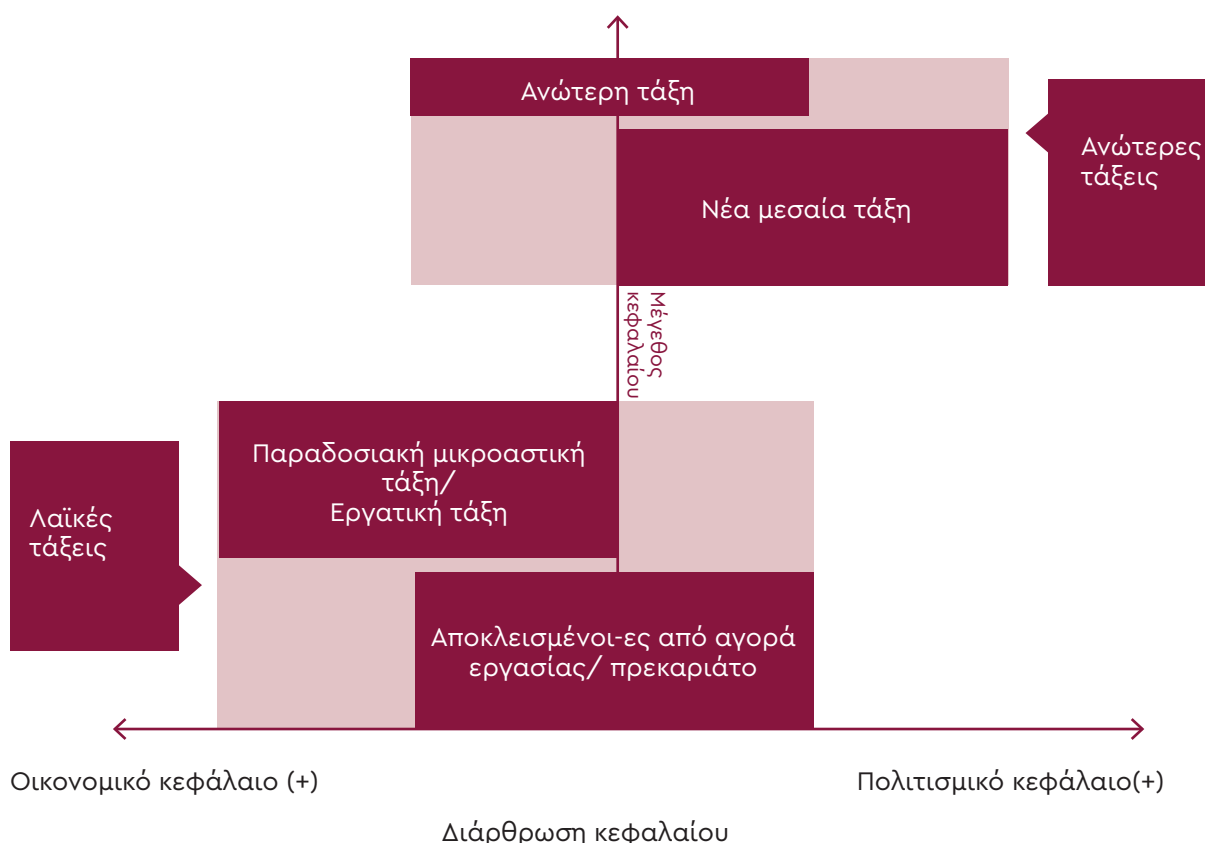 Ανώτερη τάξη
Ανώτερες
τάξεις
Νέα μεσαία τάξη
Μέγεθος
κεφαλαίου
Παραδοσιακή μικροαστική
τάξη/
Εργατική τάξη
Λαϊκές
τάξεις
Αποκλεισμένοι-ες από αγορά
εργασίας/ πρεκαριάτο
Οικονομικό κεφάλαιο (+)
Πολιτισμικό κεφάλαιο(+)
Διάρθρωση κεφαλαίου